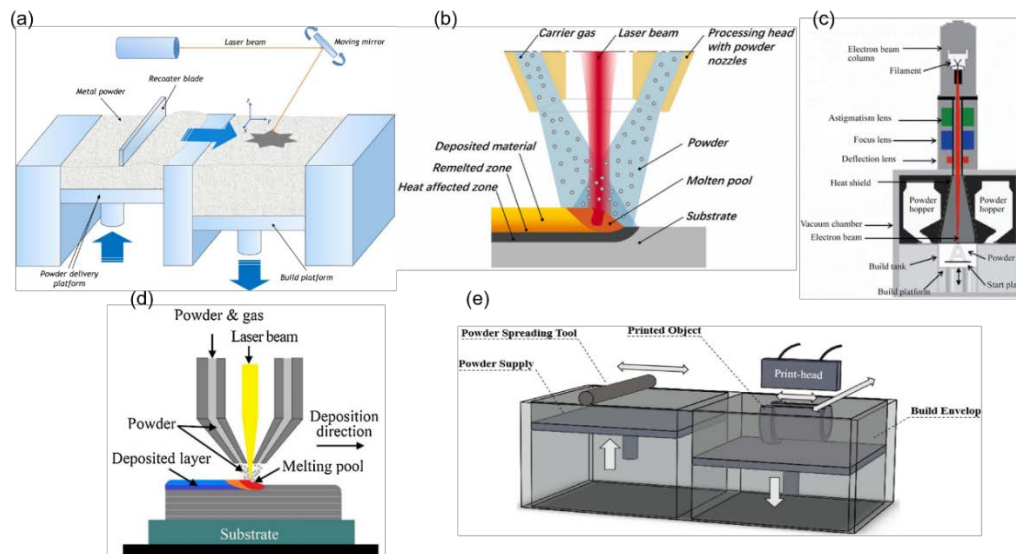 (a)
Laser beam
Moving mirror
Recoater blade
Metal powder
Powder delivery
platform
Build platform
(b)
Carrier gas
Laser beam
Processing head
with powder
nozzles
Deposited material
Remelted zone
Heat affected zone
Powder
Molten pool
Substrate
(c)
Electron beam
column
Filament
Astigmatism lens
Focus lens
Deflection lens
Heat shield
Powder
hopper
Powder
hopper
Vacuum chamber
Electron beam
Build tank
Build platform
Powder
Start pla
(d)
Powder & gas
Laser beam
Powder
Deposition
direction
Deposited layer
Melting pool
Substrate
(e)
Powder Spreading Tool
Printed Object
Powder Supply
Print-head
Build Envelop